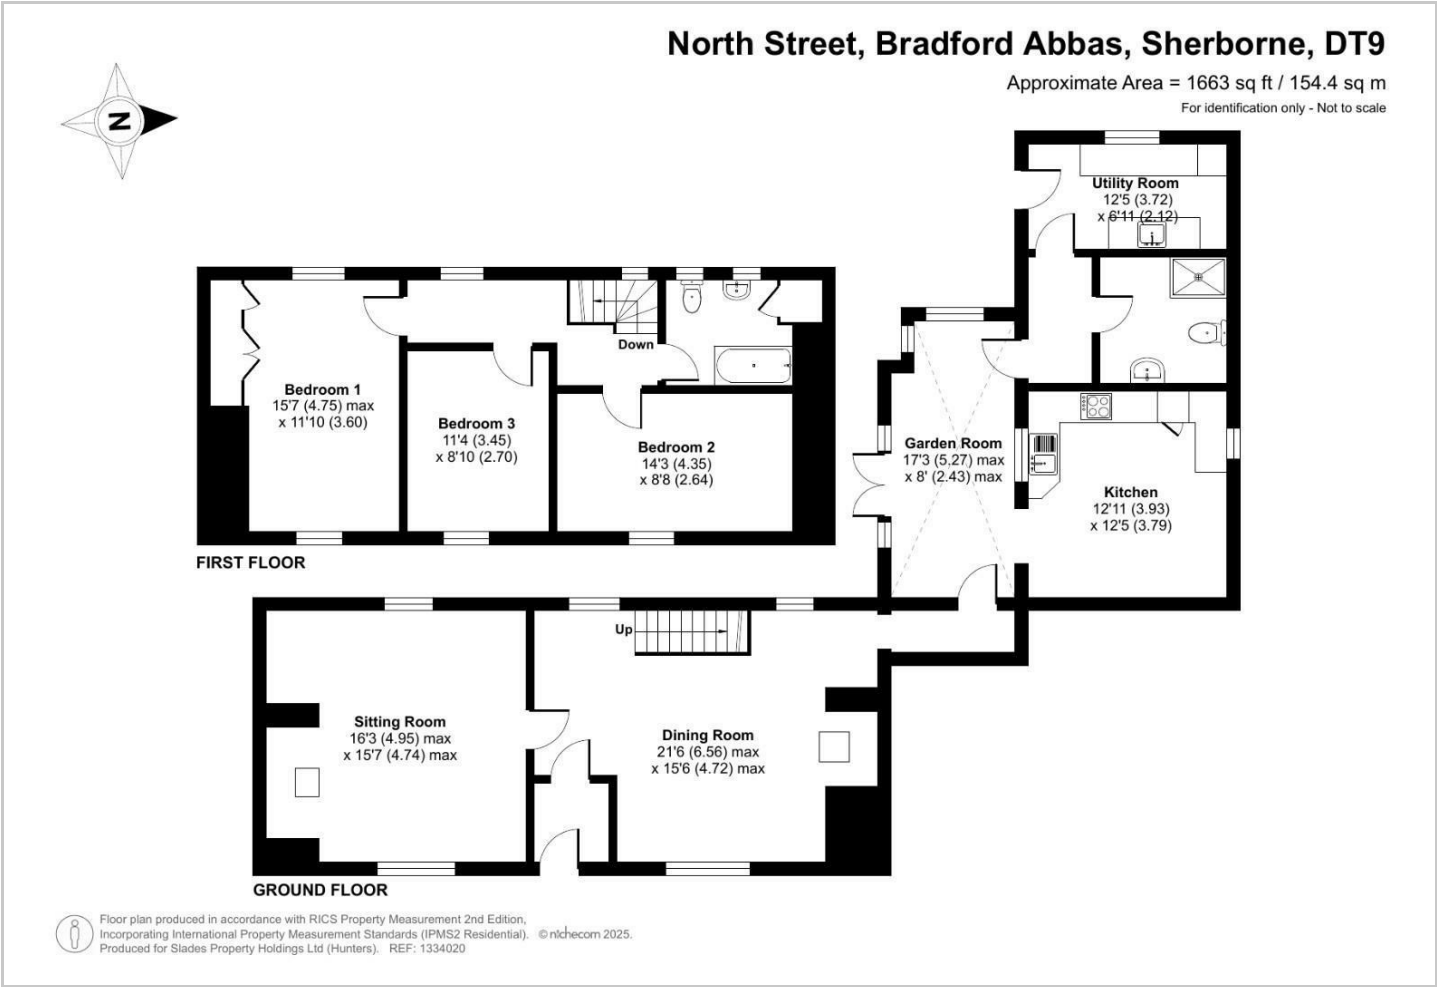 North Street, Bradford Abbas, Sherborne, DT9
Approximate Area = 1663 sq ft / 154.4 sq m
For identification only - Not to scale
N
Utility Room
12'5 (3.72)
x 6'11 (2.12)
Down
Bedroom 1
15'7 (4.75) max
x 11'10 (3.60)
Bedroom 3
11'4 (3.45)
x 8'10 (2.70)
Bedroom 2
14'3 (4.35)
x 8'8 (2.64)
Garden Room
17'3 (5.27) max
x 8' (2.43) max
Kitchen
12'11 (3.93)
x 12'5 (3.79)
FIRST FLOOR
Up
Sitting Room
16'3 (4.95) max
x 15'7 (4.74) max
Dining Room
21'6 (6.56) max
x 15'6 (4.72) max
GROUND FLOOR
Floor plan produced in accordance with RICS Property Measurement 2nd Edition,
Incorporating International Property Measurement Standards (IPMS2 Residential). ©nichecom 2025.
Produced for Slades Property Holdings Ltd (Hunters). REF: 1334020